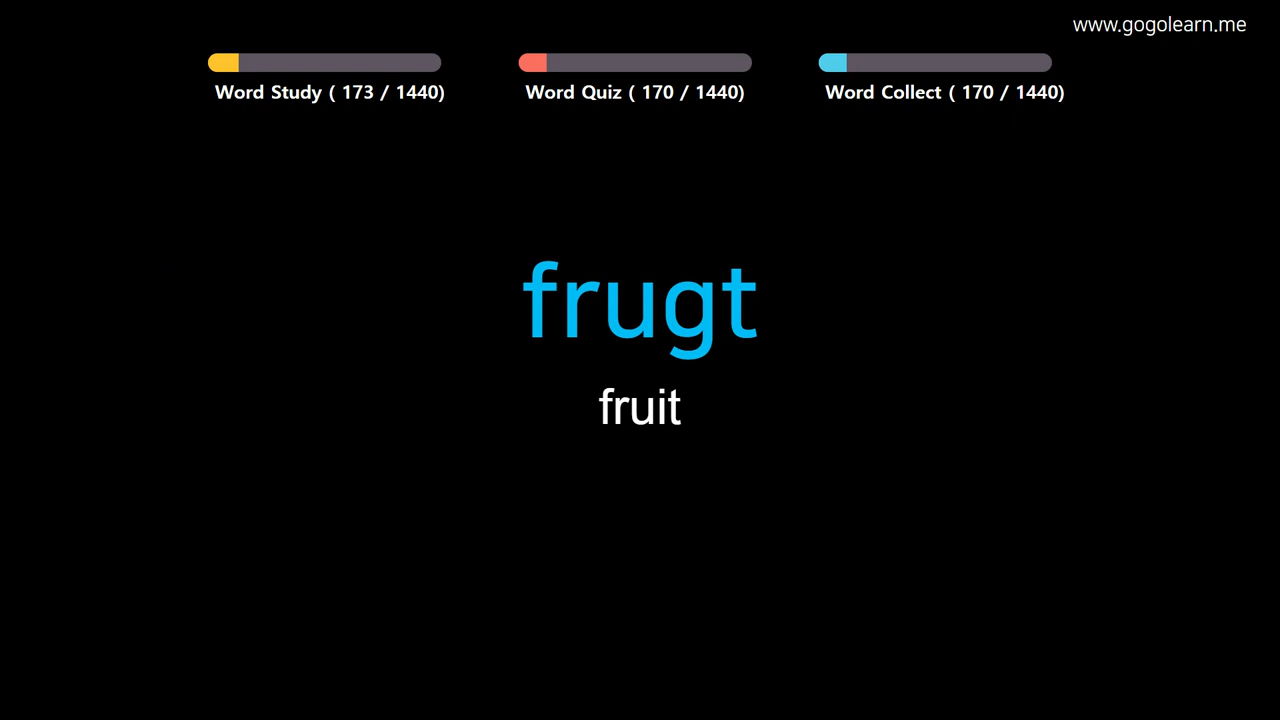 www.gogolearn.me
Word Study ( 173 / 1440)
Word Quiz ( 170 / 1440)
Word Collect ( 170 / 1440)
frugt
fruit